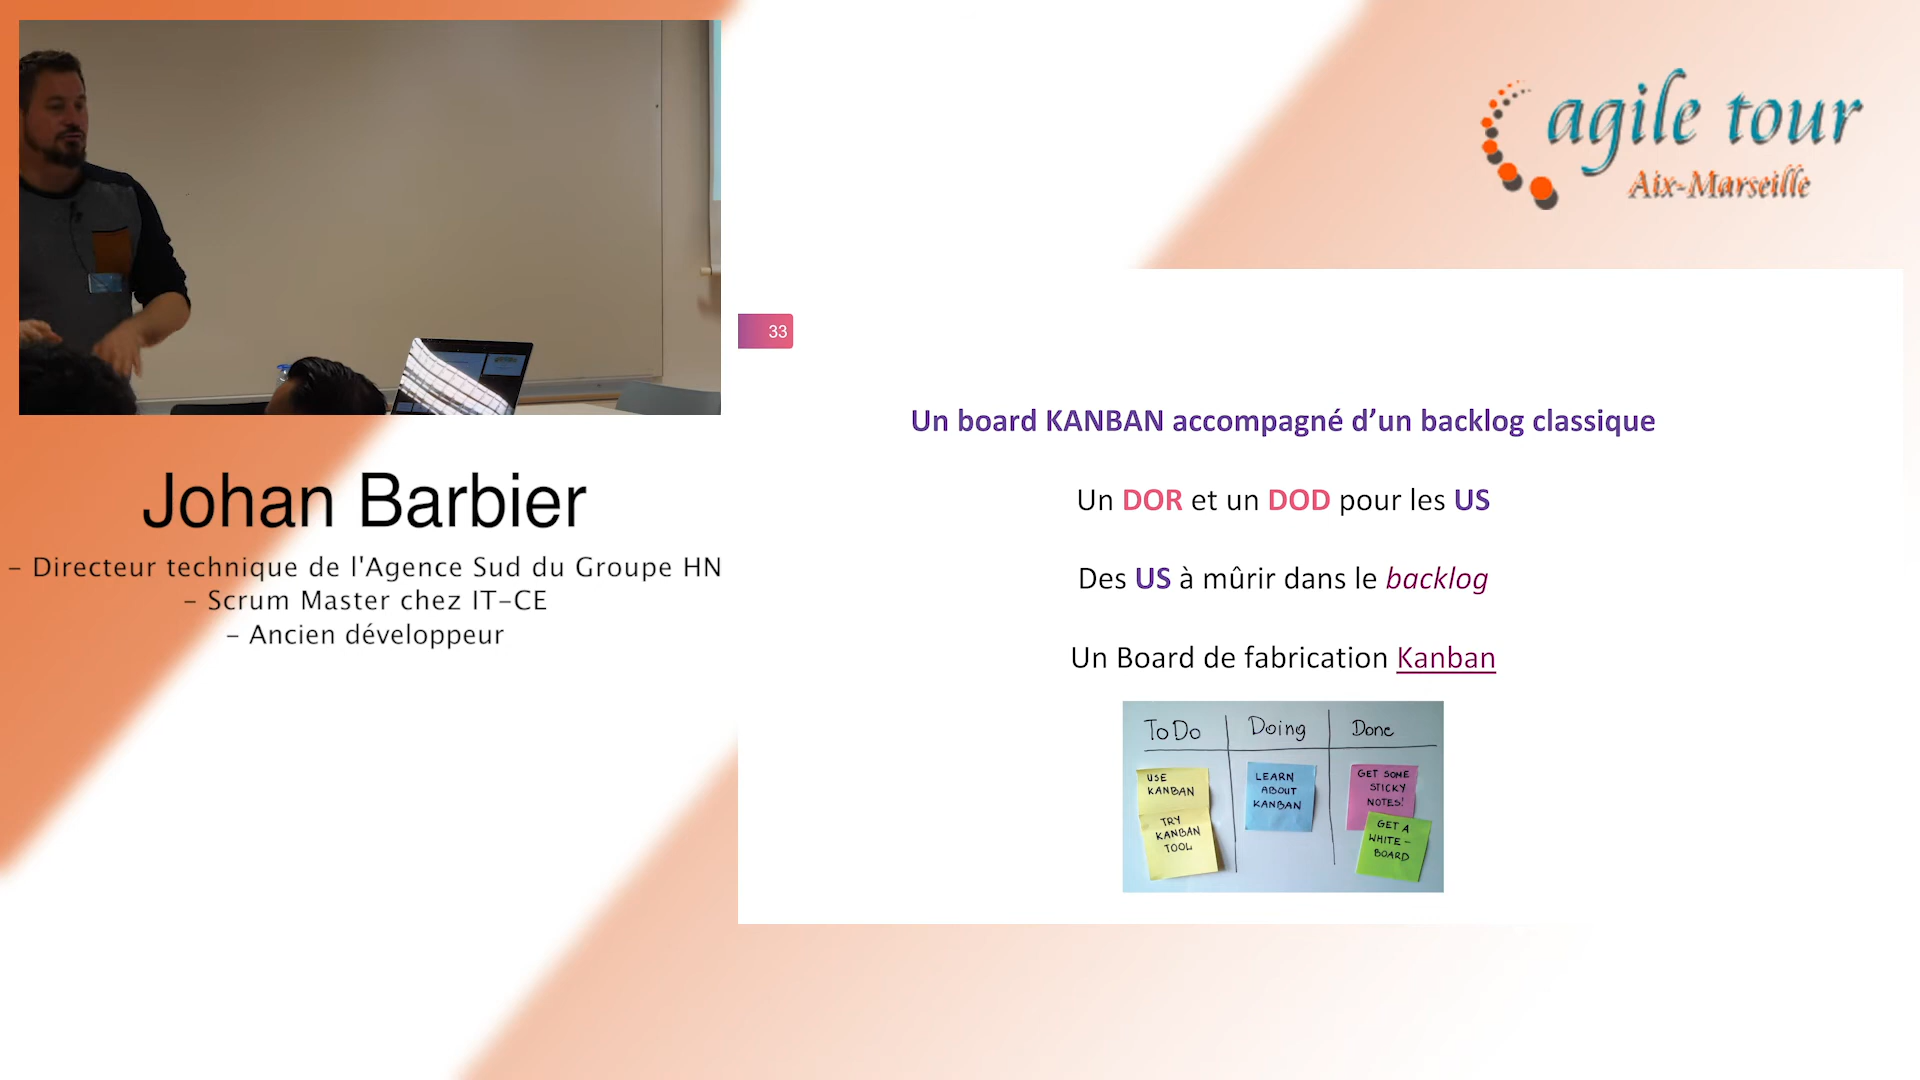 agile tour
Aix-Marseille
33
Un board KANBAN accompagné d’un backlog classique
Un DOR et un DOD pour les US
Des US à mûrir dans le backlog
Un Board de fabrication Kanban
To Do
Doing
Done
USE
KANBAN
TRY
KANBAN
TOOL
LEARN
ABOUT
KANBAN
GET SOME
STICKY
NOTES!
GET A
WHITE-
BOARD
Johan Barbier
- Directeur technique de l'Agence Sud du Groupe HN
- Scrum Master chez IT-CE
- Ancien développeur